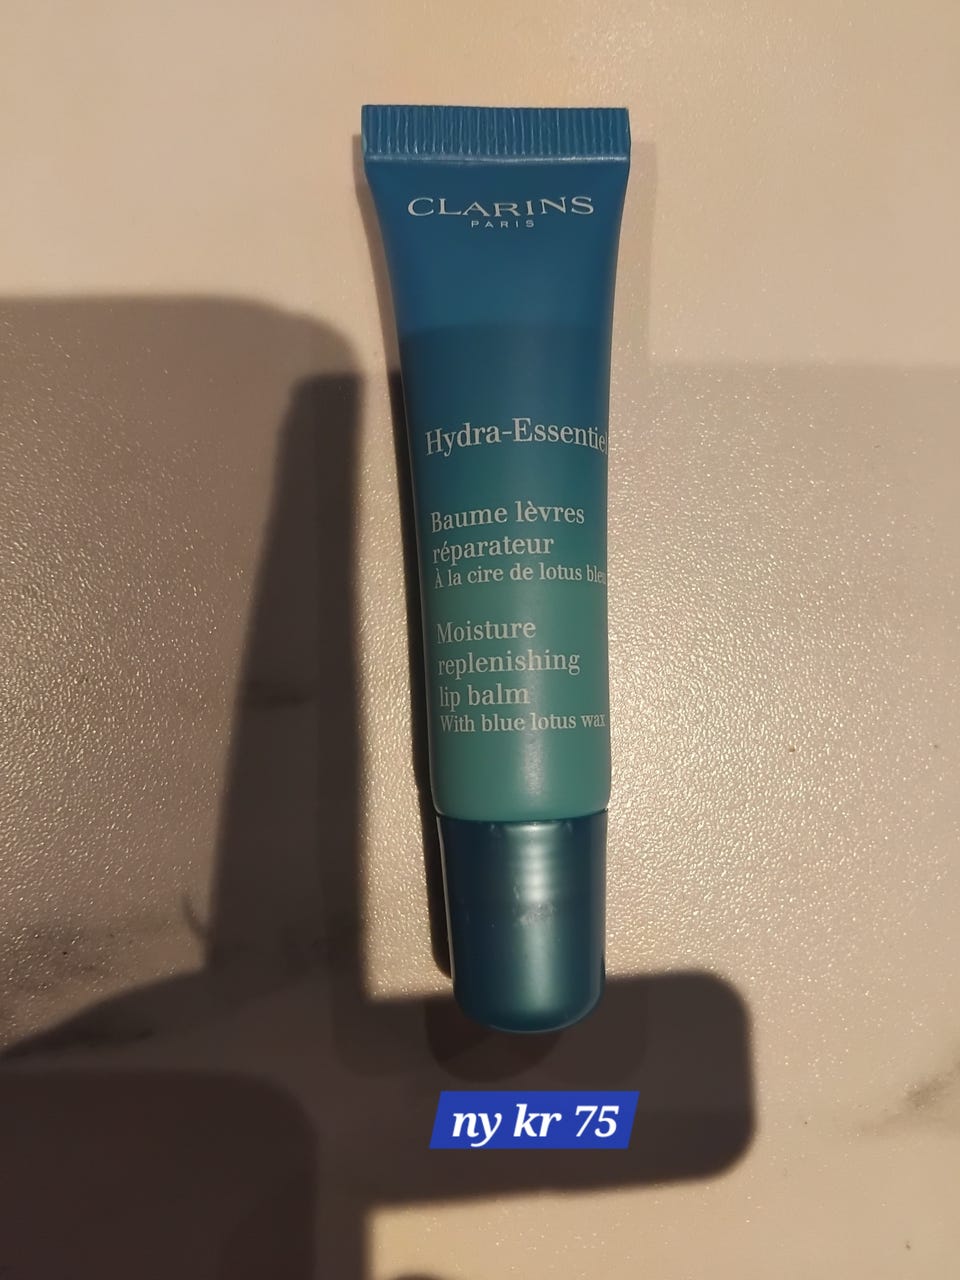 CLARINS
PARIS
Hydra-Essentiel
Baume lèvres
réparateur
À la cire de lotus bleu
Moisture
replenishing
lip balm
With blue lotus wax
ny kr 75